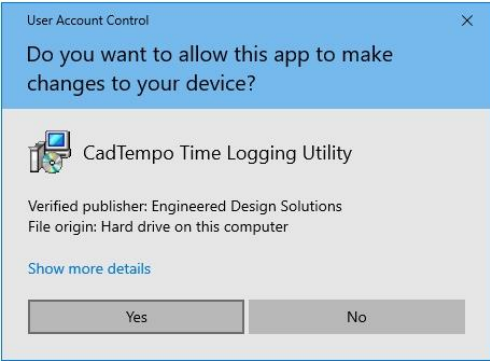 User Account Control
Do you want to allow this app to make
changes to your device?
CadTempo Time Logging Utility
Verified publisher: Engineered Design Solutions
File origin: Hard drive on this computer
Show more details
Yes
No